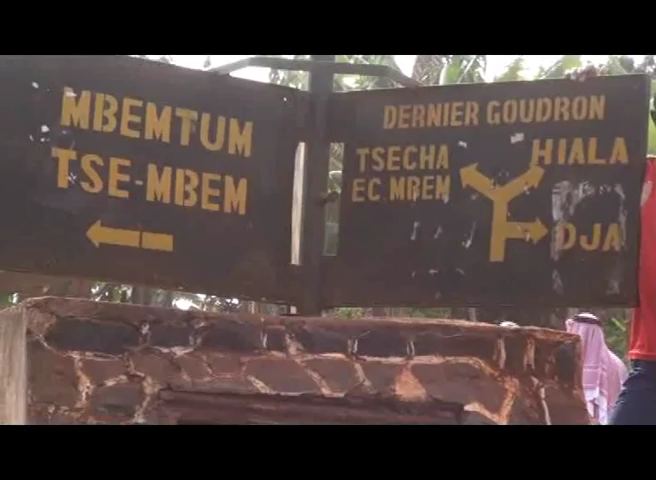 MBEMTUM
TSE-MBEM
DERNIER GOUDRON
TSECHA
EC.MBEM
HIALA
DJA